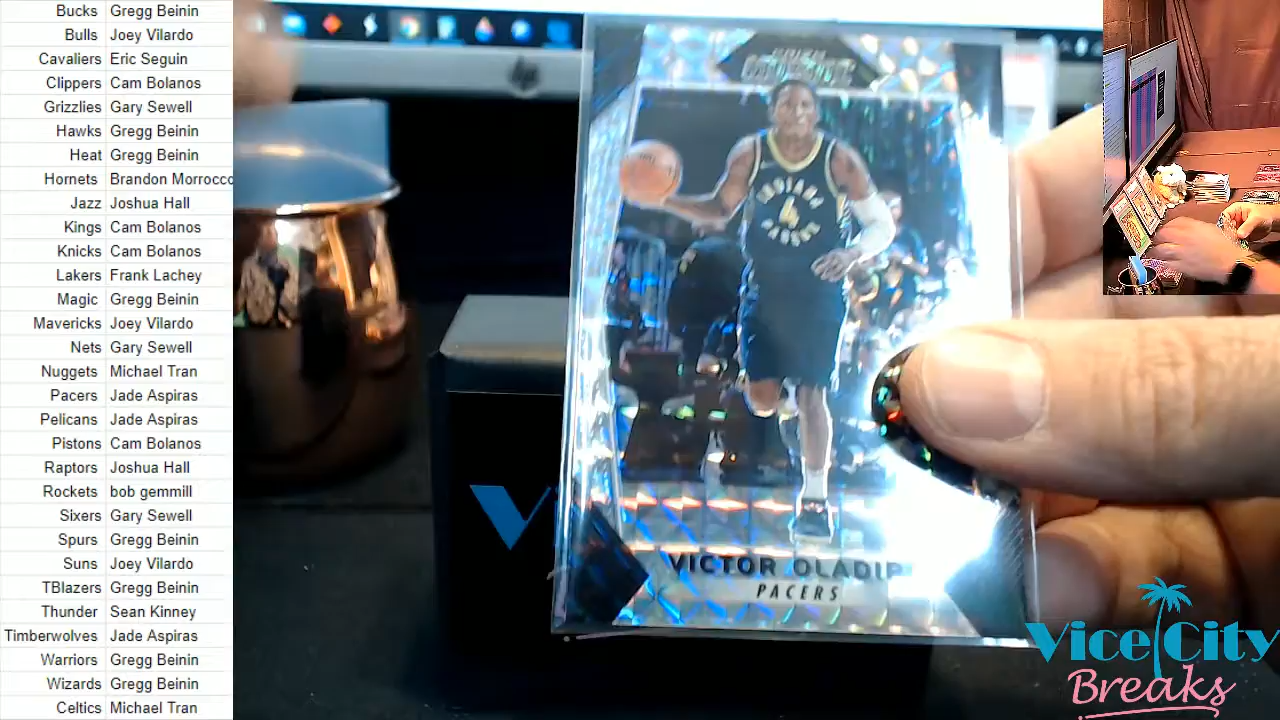 Bucks Gregg Beinin
Bulls Joey Vilardo
Cavaliers Eric Seguin
Clippers Cam Bolanos
Grizzlies Gary Sewell
Hawks Gregg Beinin
Heat Gregg Beinin
Hornets Brandon Morrocco
Jazz Joshua Hall
Kings Cam Bolanos
Knicks Cam Bolanos
Lakers Frank Lachey
Magic Gregg Beinin
Mavericks Joey Vilardo
Nets Gary Sewell
Nuggets Michael Tran
Pacers Jade Aspiras
Pelicans Jade Aspiras
Pistons Cam Bolanos
Raptors Joshua Hall
Rockets bob gemmill
Sixers Gary Sewell
Spurs Gregg Beinin
Suns Joey Vilardo
TBlazers Gregg Beinin
Thunder Sean Kinney
Timberwolves Jade Aspiras
Warriors Gregg Beinin
Wizards Gregg Beinin
Celtics Michael Tran
hp
INDIANA
4
PACERS
V
VICTOR OLADIP
PACERS
Vice City
Breaks